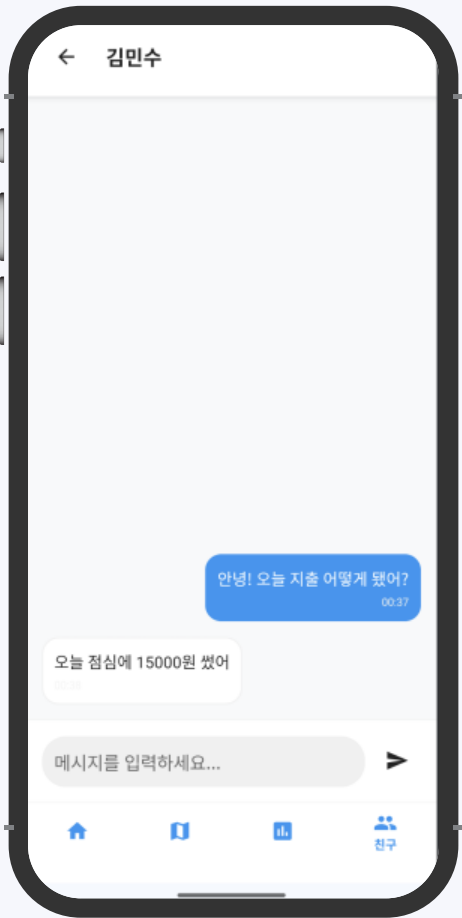 김민수
안녕! 오늘 지출 어떻게 됐어?
00:37
오늘 점심에 15000원 썼어
메시지를 입력하세요...
친구